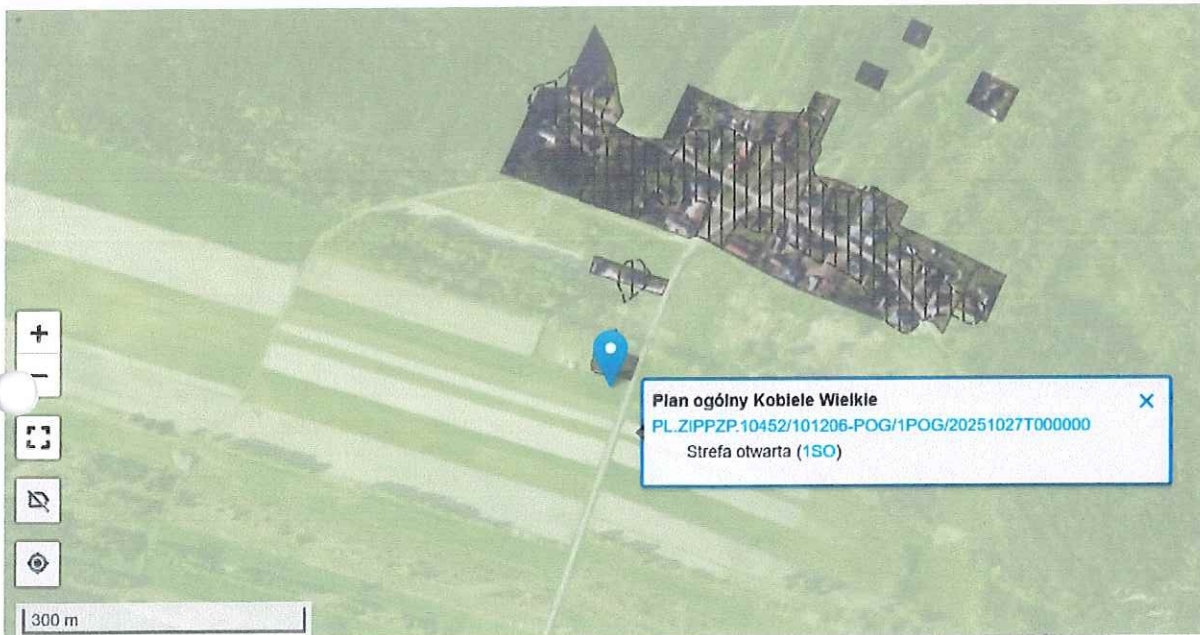 +
−
Plan ogólny Kobiele Wielkie
PL.ZIPPZP.10452/101206-POG/1POG/20251027T000000
Strefa otwarta (1SO)
300 m